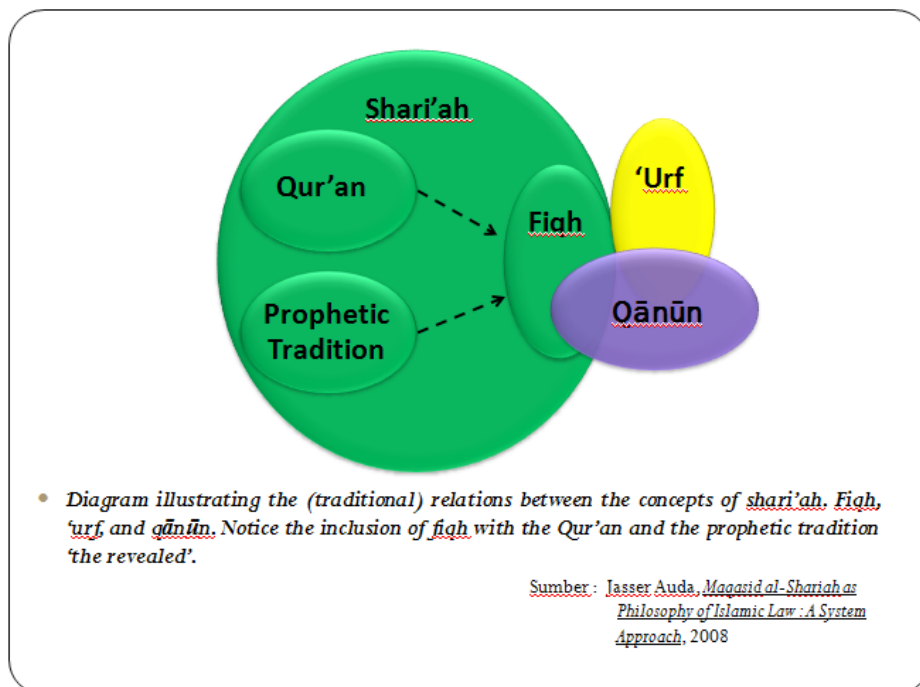 Shari'ah
Qur'an
Prophetic
Tradition
Fiqh
'Urf
Qānūn
Diagram illustrating the (traditional) relations between the concepts of shari'ah. Fiqh,
'urf, and qānūn. Notice the inclusion of fiqh with the Qur'an and the prophetic tradition
'the revealed'.
Sumber : Jasser Auda, Maqasid al-Shariah as
Philosophy of Islamic Law : A System
Approach, 2008